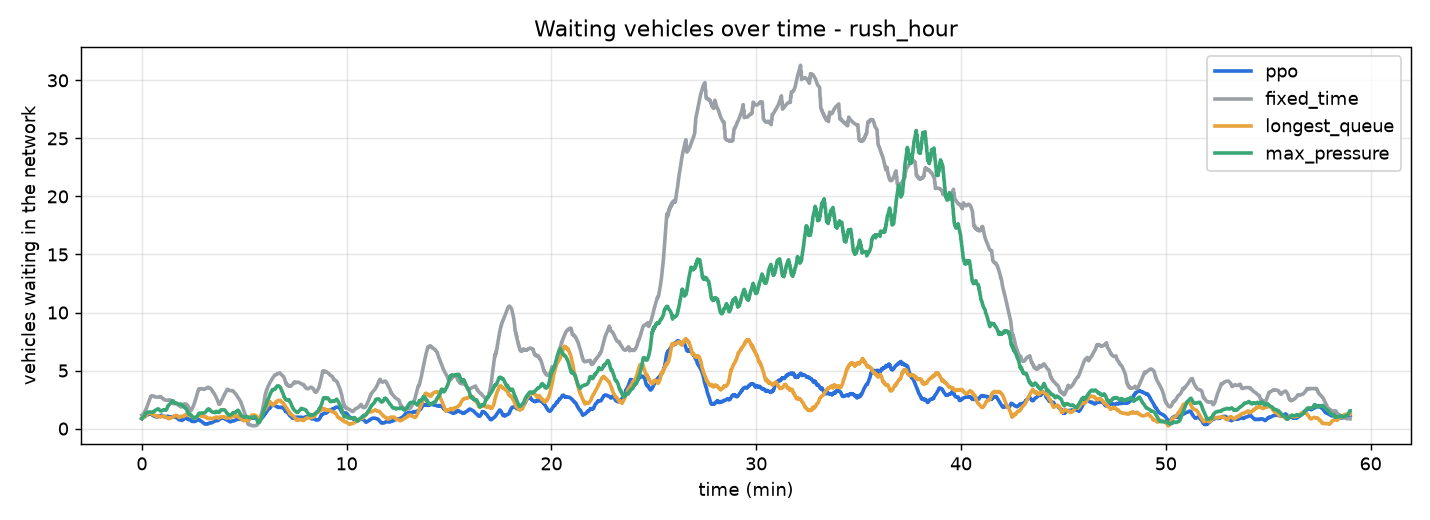 Waiting vehicles over time - rush_hour
vehicles waiting in the network
30
25
20
15
10
5
0
ppo
fixed_time
longest_queue
max_pressure
0 10 20 30 40 50 60
time (min)